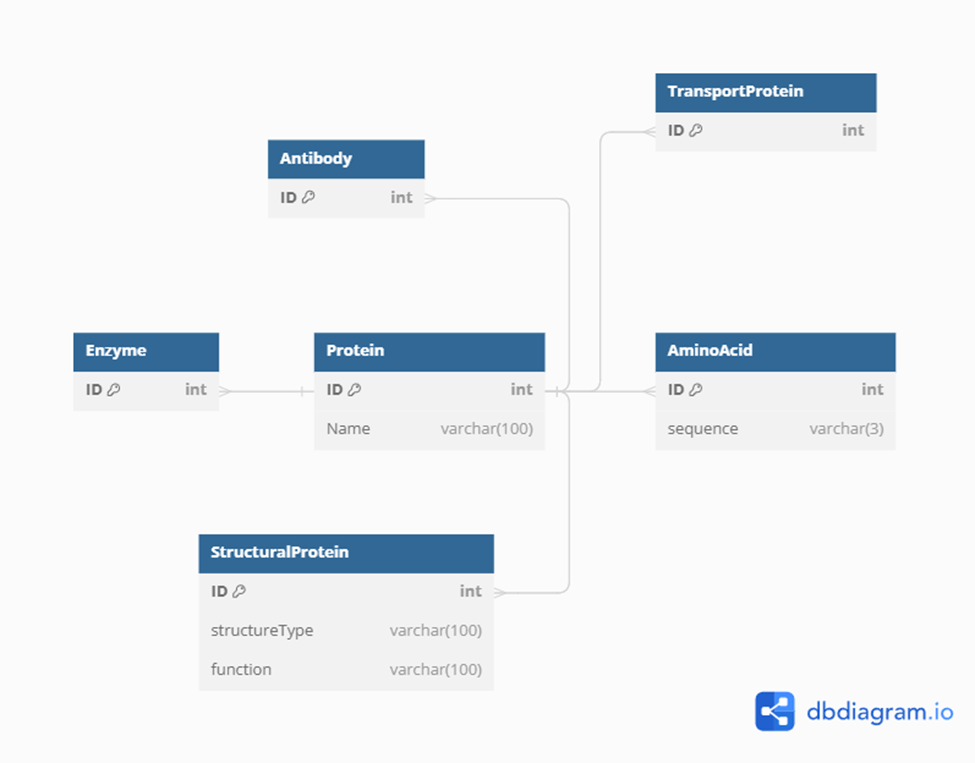 TransportProtein
ID int
Antibody
ID int
Enzyme
ID int
Protein
ID int
Name varchar(100)
AminoAcid
ID int
sequence varchar(3)
StructuralProtein
ID int
structureType varchar(100)
function varchar(100)
dbdiagram.io